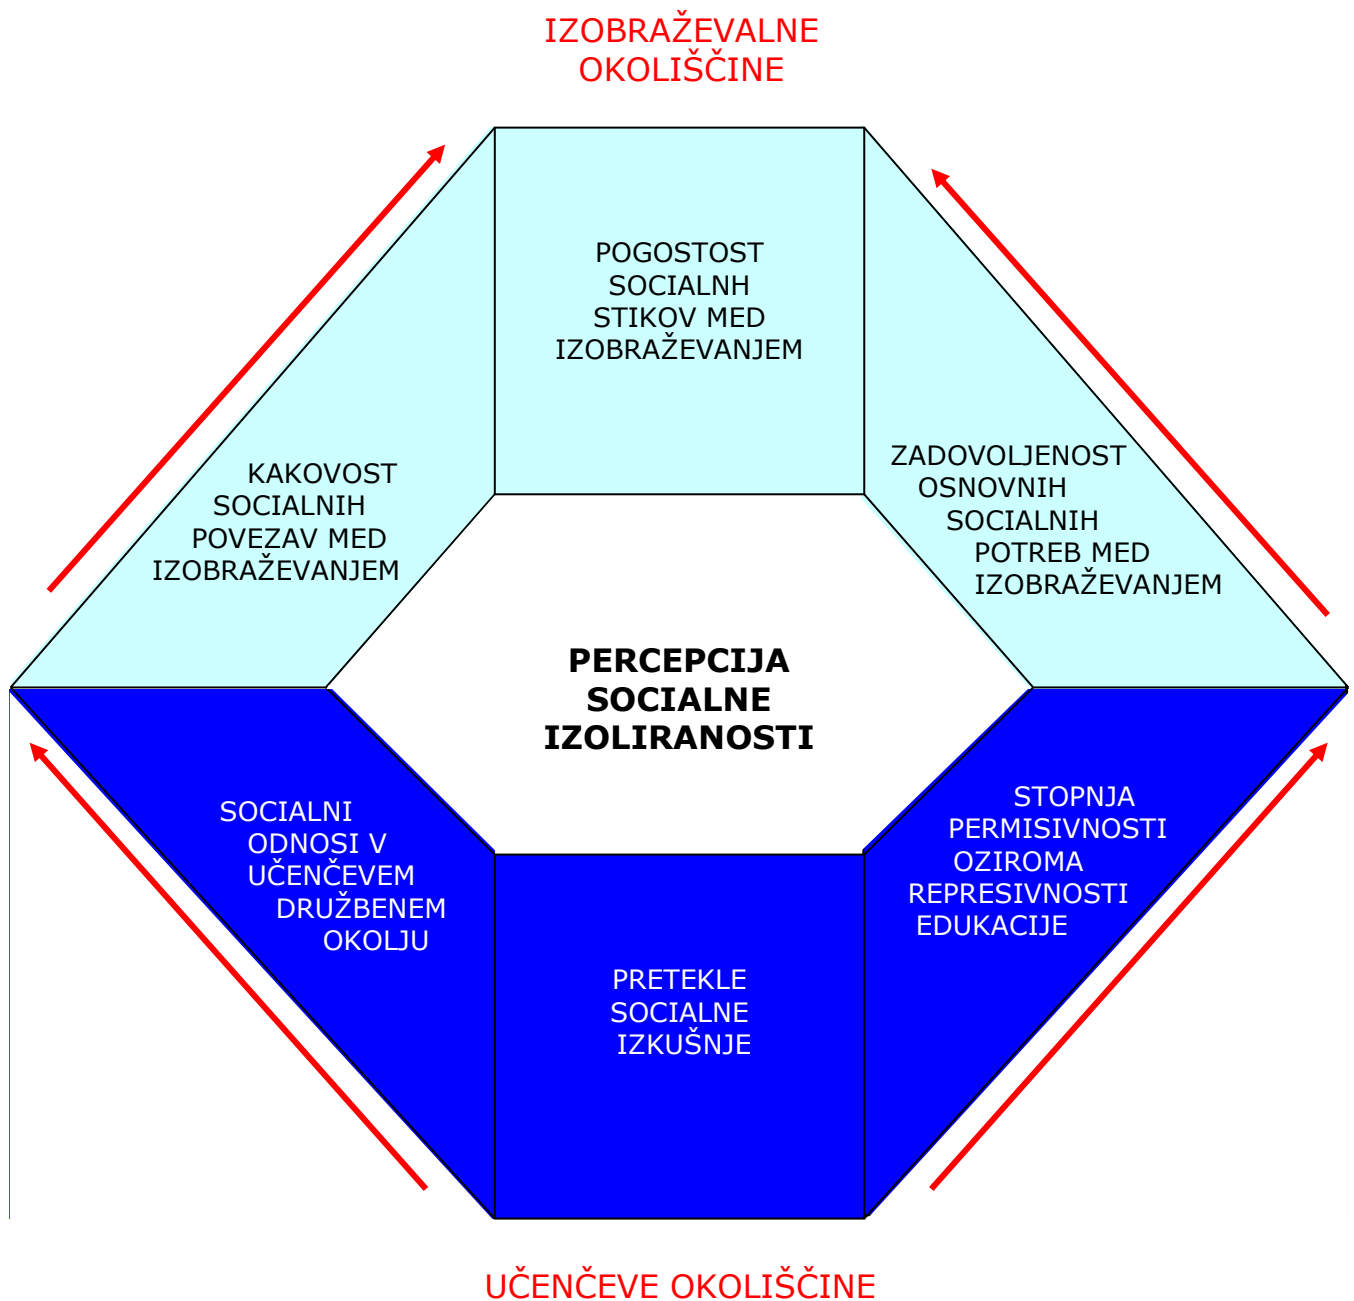 IZOBRAŽEVALNE
OKOLIŠČINE
POGOSTOST
SOCIALNH
STIKOV MED
IZOBRAŽEVANJEM
KAKOVOST
SOCIALNIH
POVEZAV MED
IZOBRAŽEVANJEM
ZADOVOLJENOST
OSNOVNIH
SOCIALNIH
POTREB MED
IZOBRAŽEVANJEM
PERCEPCIJA
SOCIALNE
IZOLIRANOSTI
SOCIALNI
ODNOSI V
UČENČEVEM
DRUŽBENEM
OKOLJU
STOPNJA
PERMISIVNOSTI
OZIROMA
REPRESIVNOSTI
EDUKACIJE
PRETEKLE
SOCIALNE
IZKUŠNJE
UČENČEVE OKOLIŠČINE